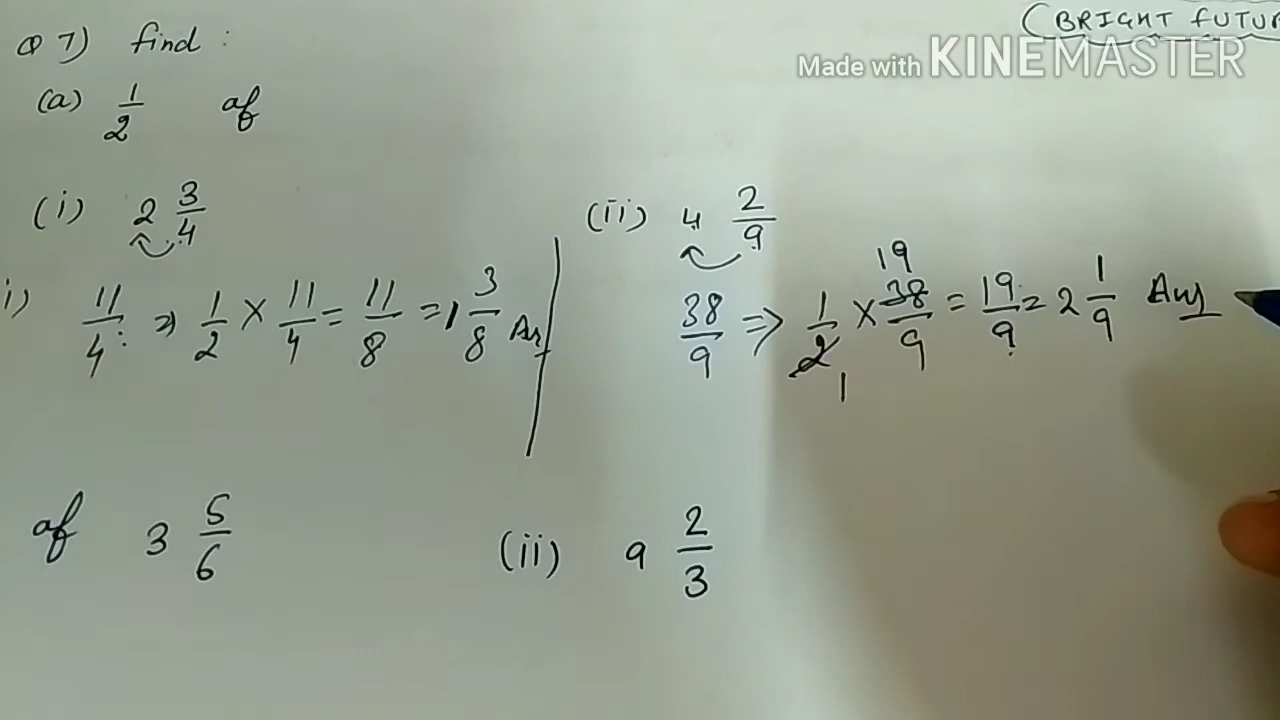 (BRIGHT FUTUR
Made with KINEMASTER
Q 7) find :
(a) 1/2 of
(i) 2 3/4
(ii) 4 2/9
i) 11/4 ⇒ 1/2 × 11/4 = 11/8 = 1 3/8 Ans
38/9 ⇒ 1/2 × 38/9 = 19/9 = 2 1/9 Ans
19
1
of 3 5/6
(ii) 9 2/3